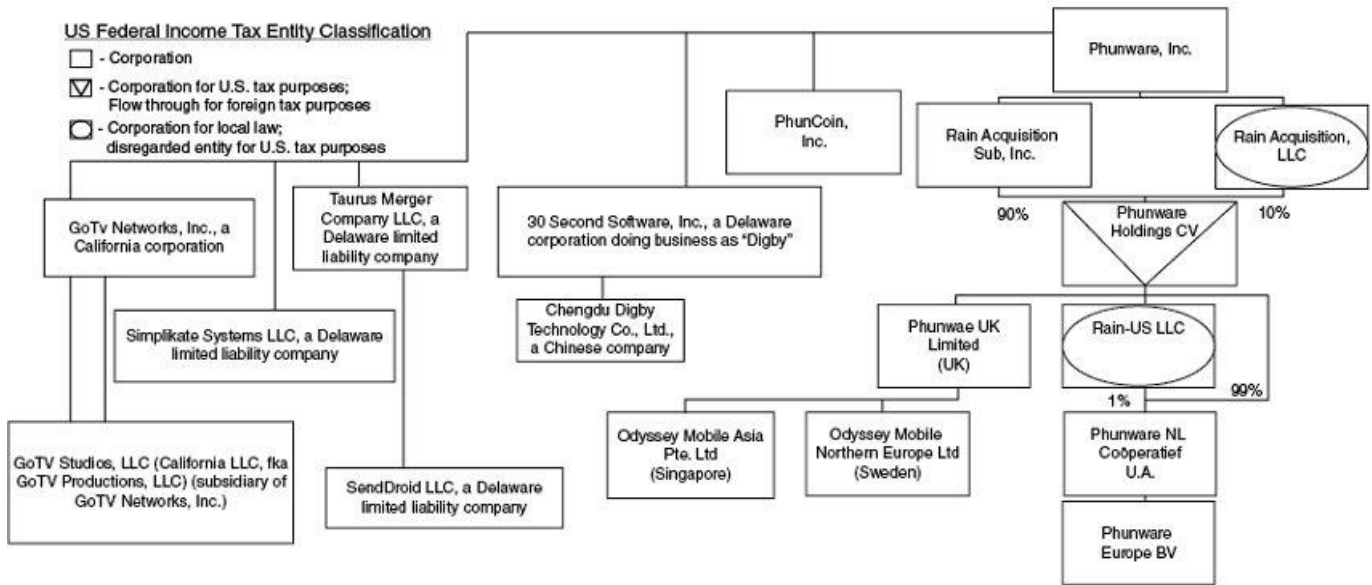 US Federal Income Tax Entity Classification
- Corporation
- Corporation for U.S. tax purposes;
Flow through for foreign tax purposes
- Corporation for local law;
disregarded entity for U.S. tax purposes
Phunware, Inc.
PhunCoin,
Inc.
Rain Acquisition
Sub, Inc.
Rain Acquisition,
LLC
GoTv Networks, Inc., a
California corporation
Taurus Merger
Company LLC, a
Delaware limited
liability company
30 Second Software, Inc., a Delaware
corporation doing business as “Digby”
90%
Phunware
Holdings CV
10%
Simplikate Systems LLC, a Delaware
limited liability company
Chengdu Digby
Technology Co., Ltd.,
a Chinese company
Phunwae UK
Limited
(UK)
Rain-US LLC
1%
99%
GoTV Studios, LLC (California LLC, fka
GoTV Productions, LLC) (subsidiary of
GoTV Networks, Inc.)
SendDroid LLC, a Delaware
limited liability company
Odyssey Mobile Asia
Pte. Ltd
(Singapore)
Odyssey Mobile
Northern Europe Ltd
(Sweden)
Phunware NL
Coöperatief
U.A.
Phunware
Europe BV